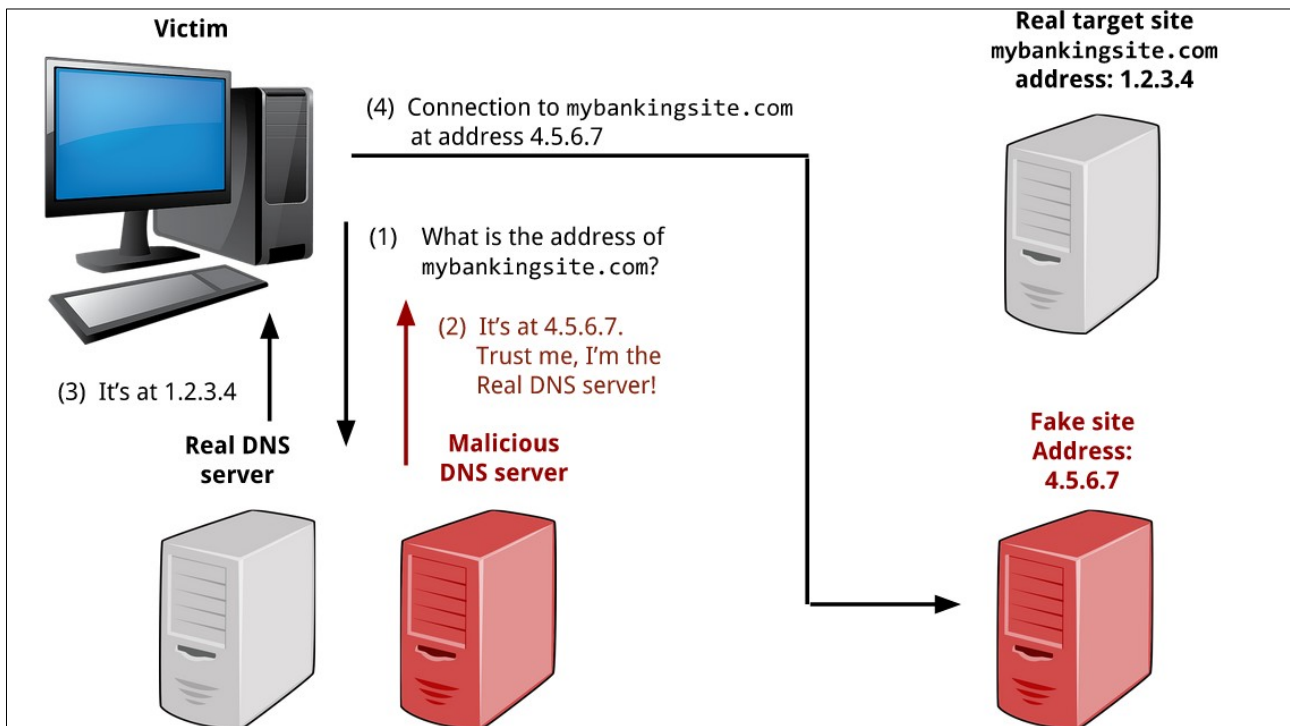 Victim
Real target site
mybankingsite.com
address: 1.2.3.4
(4) Connection to mybankingsite.com
at address 4.5.6.7
(1) What is the address of
mybankingsite.com?
(2) It’s at 4.5.6.7.
Trust me, I’m the
Real DNS server!
(3) It’s at 1.2.3.4
Real DNS
server
Malicious
DNS server
Fake site
Address:
4.5.6.7